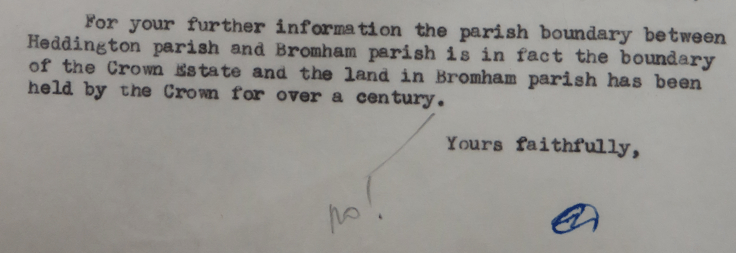 For your further information the parish boundary between
Heddington parish and Bromham parish is in fact the boundary
of the Crown Estate and the land in Bromham parish has been
held by the Crown for over a century.
Yours faithfully,
no!